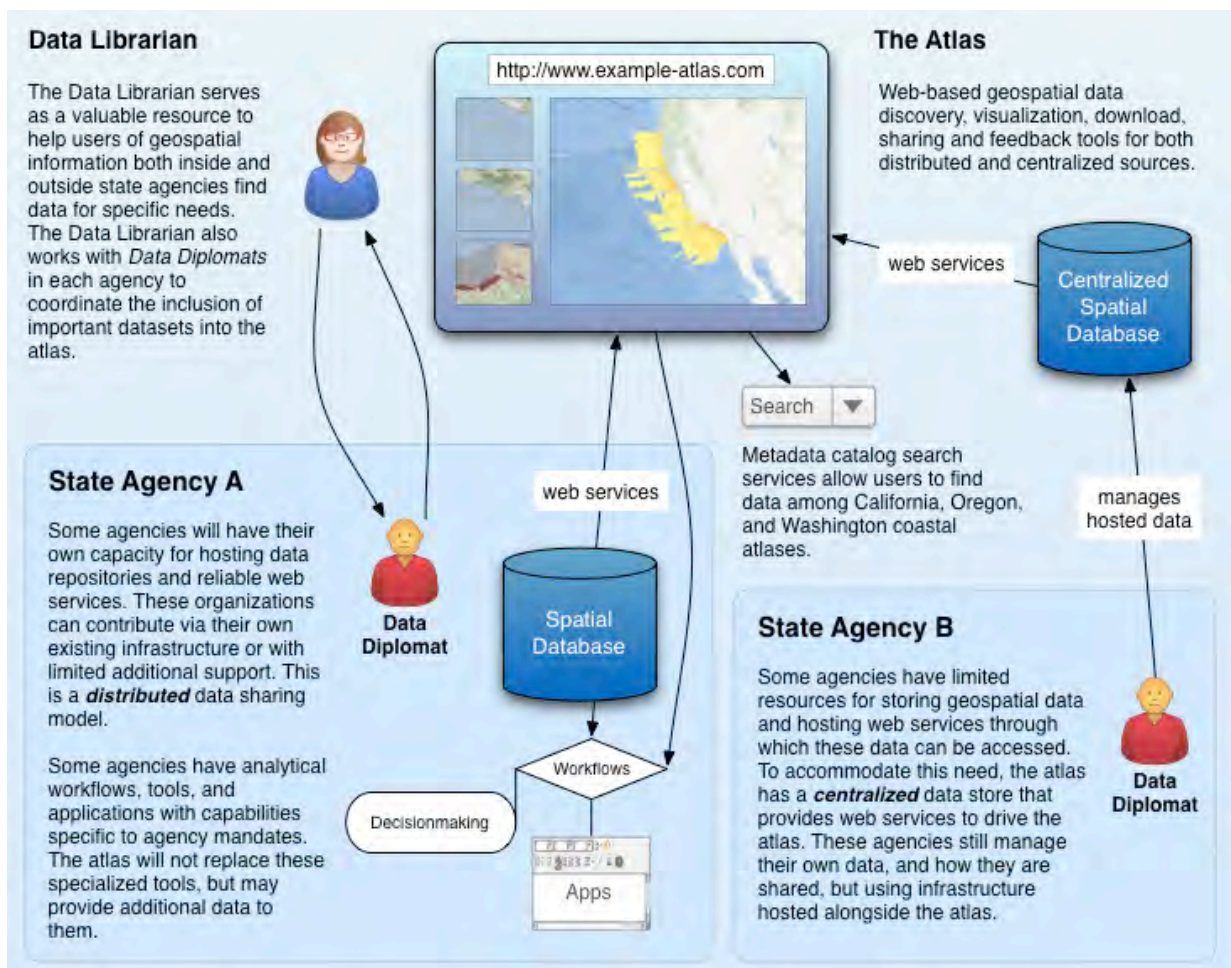 Data Librarian
The Data Librarian serves
as a valuable resource to
help users of geospatial
information both inside and
outside state agencies find
data for specific needs.
The Data Librarian also
works with Data Diplomats
in each agency to
coordinate the inclusion of
important datasets into the
atlas.
http://www.example-atlas.com
The Atlas
Web-based geospatial data
discovery, visualization, download,
sharing and feedback tools for both
distributed and centralized sources.
web services
Centralized
Spatial
Database
Search
Metadata catalog search
services allow users to find
data among California, Oregon,
and Washington coastal
atlases.
manages
hosted data
State Agency A
Some agencies will have their
own capacity for hosting data
repositories and reliable web
services. These organizations
can contribute via their own
existing infrastructure or with
limited additional support. This
is a distributed data sharing
model.
Some agencies have analytical
workflows, tools, and
applications with capabilities
specific to agency mandates.
The atlas will not replace these
specialized tools, but may
provide additional data to
them.
Data
Diplomat
web services
Spatial
Database
Workflows
Decisionmaking
Apps
State Agency B
Some agencies have limited
resources for storing geospatial data
and hosting web services through
which these data can be accessed.
To accommodate this need, the atlas
has a centralized data store that
provides web services to drive the
atlas. These agencies still manage
their own data, and how they are
shared, but using infrastructure
hosted alongside the atlas.
Data
Diplomat